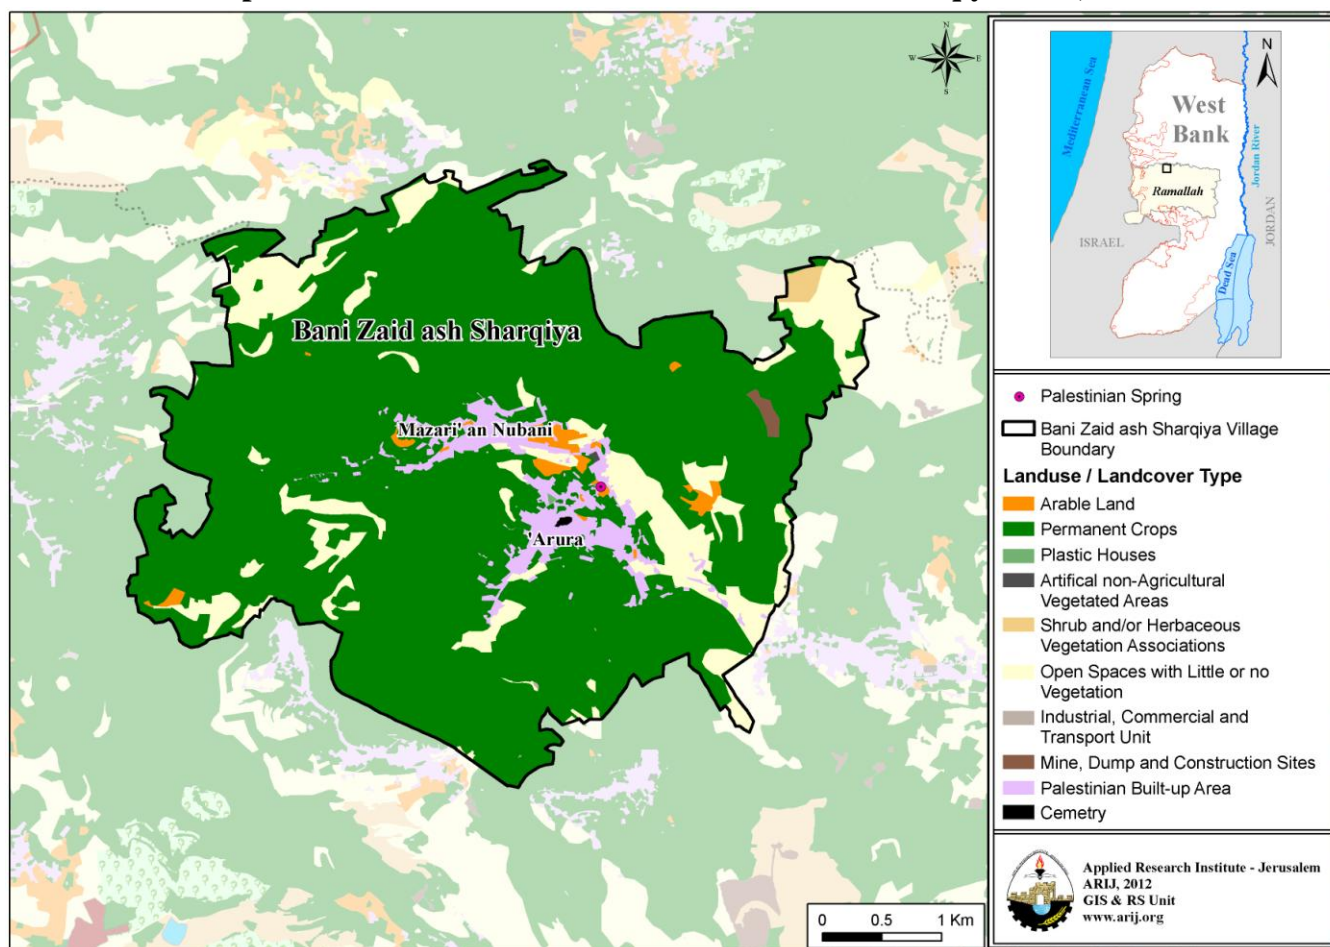 N
W
E
S
Bani Zaid ash Sharqiya
Mazari' an Nubani
'Arura
0 0.5 1 Km
N
Mediterranean Sea
West
Bank
Jordan River
Ramallah
ISRAEL
JORDAN
Dead Sea
Palestinian Spring
Bani Zaid ash Sharqiya Village
Boundary
Landuse / Landcover Type
Arable Land
Permanent Crops
Plastic Houses
Artifical non-Agricultural
Vegetated Areas
Shrub and/or Herbaceous
Vegetation Associations
Open Spaces with Little or no
Vegetation
Industrial, Commercial and
Transport Unit
Mine, Dump and Construction Sites
Palestinian Built-up Area
Cemetry
Applied Research Institute - Jerusalem
ARIJ, 2012
GIS & RS Unit
www.arij.org